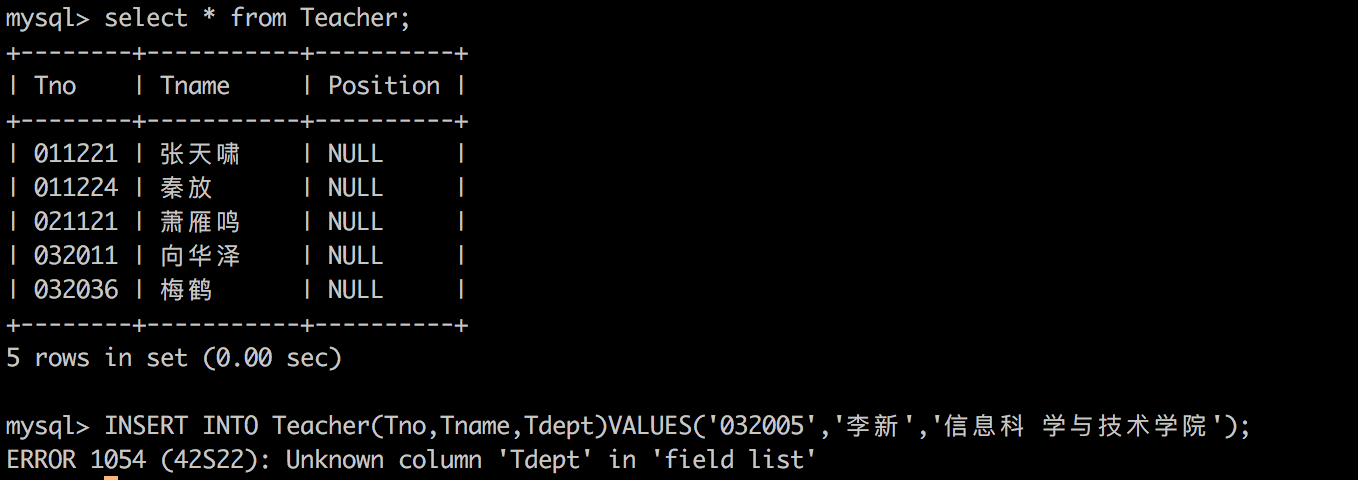 mysql> select * from Teacher;
+--------+-----------+----------+
| Tno    | Tname     | Position |
+--------+-----------+----------+
| 011221 | 张天啸    | NULL     |
| 011224 | 秦放      | NULL     |
| 021121 | 萧雁鸣    | NULL     |
| 032011 | 向华泽    | NULL     |
| 032036 | 梅鹤      | NULL     |
+--------+-----------+----------+
5 rows in set (0.00 sec)
mysql> INSERT INTO Teacher(Tno,Tname,Tdept)VALUES('032005','李新','信息科 学与技术学院');
ERROR 1054 (42S22): Unknown column 'Tdept' in 'field list'